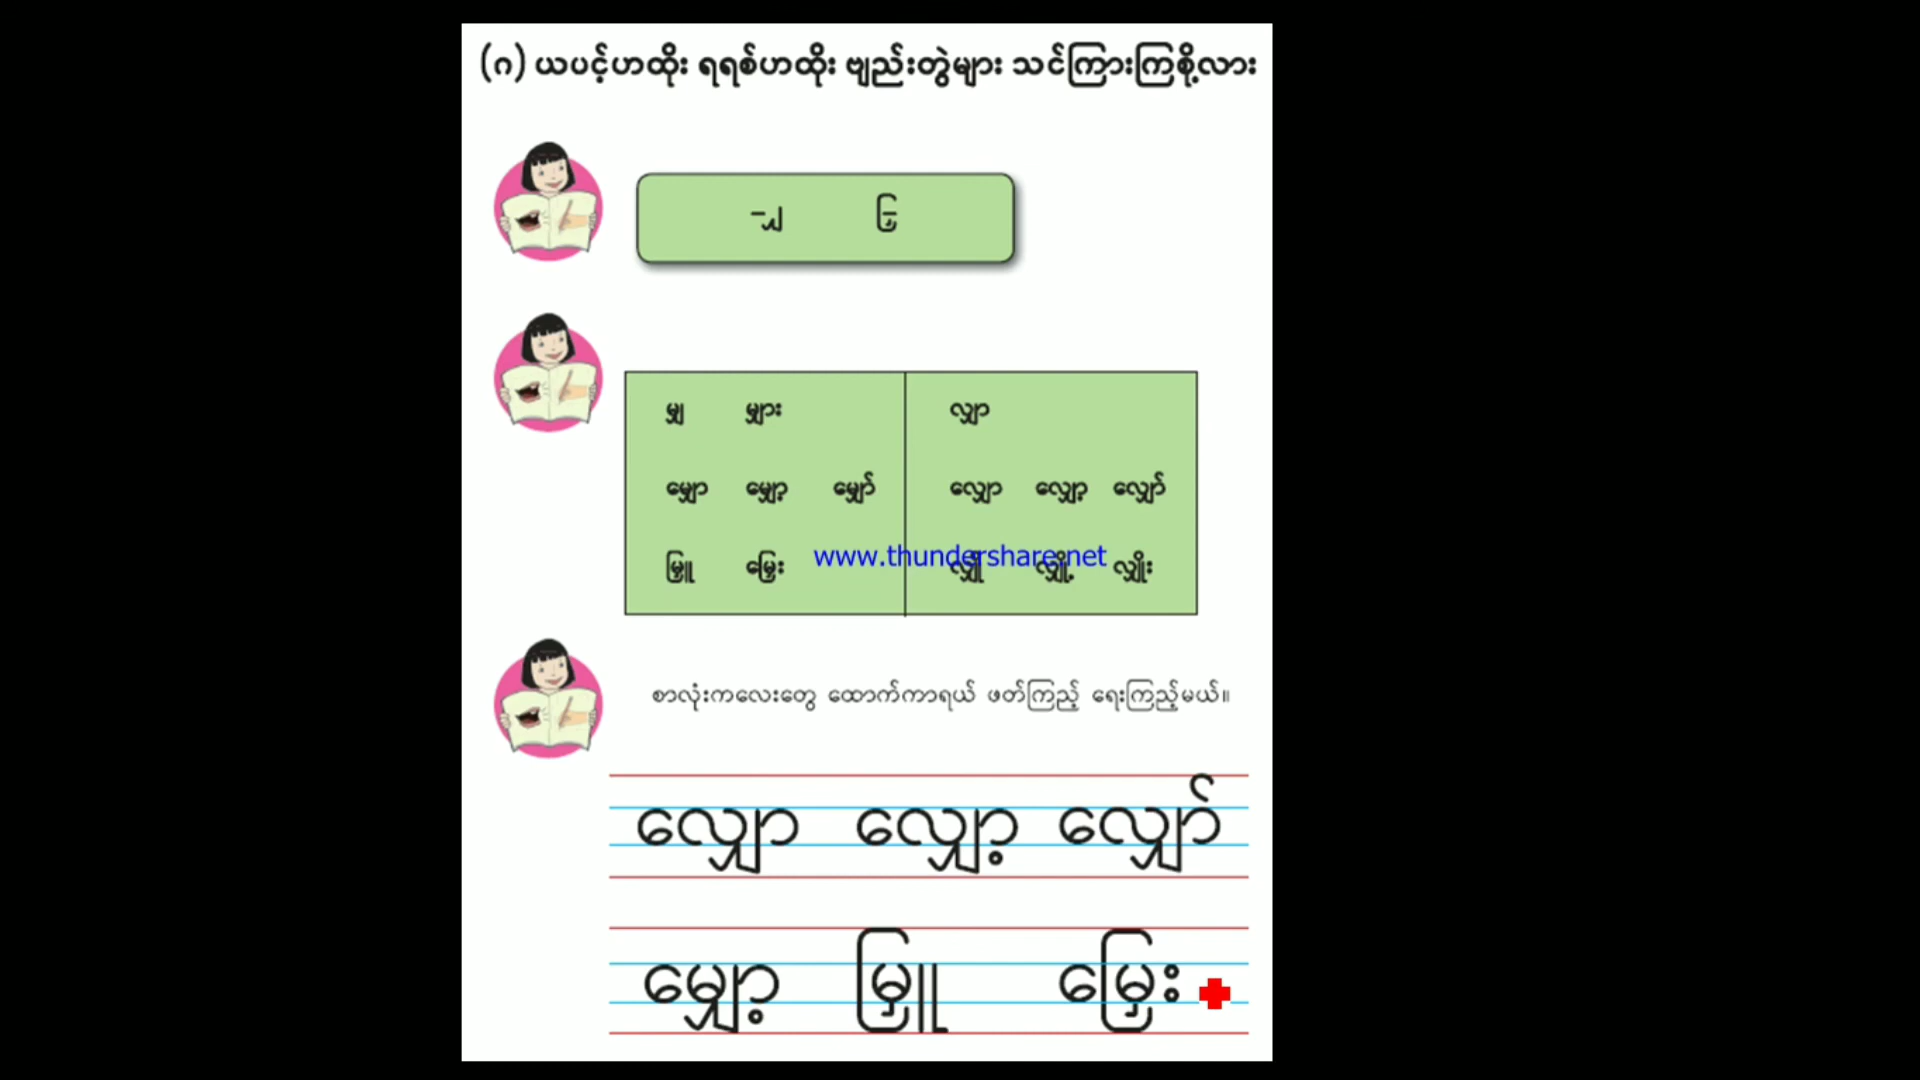 (ဂ) ယပင့်ဟထိုး ရရစ်ဟထိုး ဗျည်းတွဲများ သင်ကြားကြစို့လား
-ျှ ြှ
မျှ မျှား လျှာ
မျှော မျှော့ မျှော် လျှော လျှော့ လျှော်
မြှူ မြှေး လျှို လျှို့ လျှိုး
www.thundershare.net
စာလုံးကလေးတွေ ထောက်ကာရယ် ဖတ်ကြည့် ရေးကြည့်မယ်။
လျှော လျှော့ လျှော်
မျှော့ မြှူ မြှေး